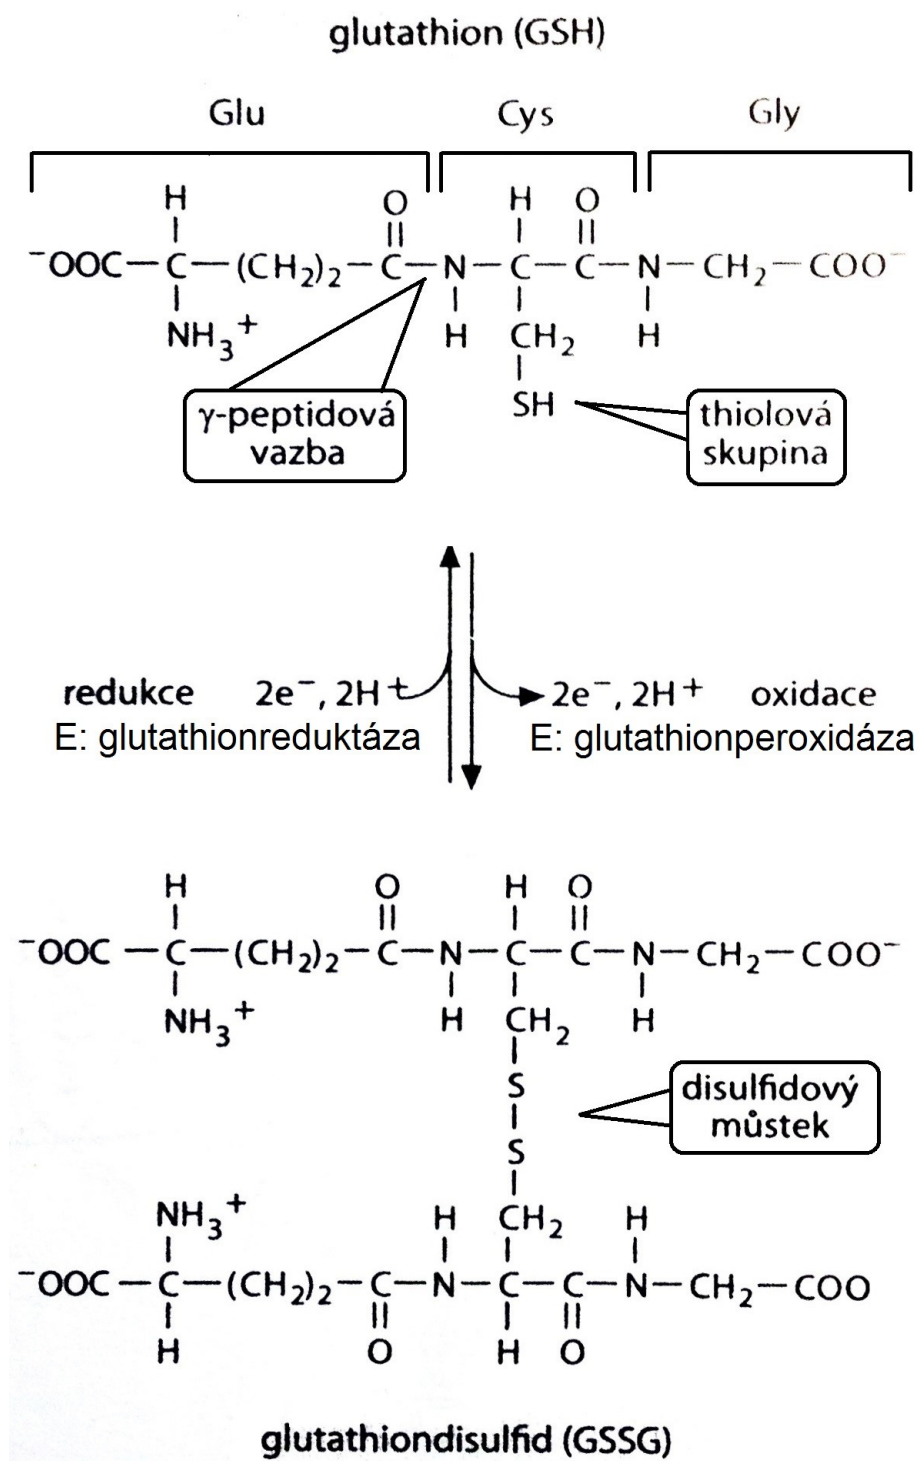 glutathion (GSH)
Glu Cys Gly
H O H O
⁻OOC—C—(CH₂)₂—C—N—C—C—N—CH₂—COO⁻
NH₃⁺ H CH₂ H
γ-peptidová
vazba
SH
thiolová
skupina
redukce 2e⁻, 2H⁺ 2e⁻, 2H⁺ oxidace
E: glutathionreduktáza E: glutathionperoxidáza
H O H O
⁻OOC—C—(CH₂)₂—C—N—C—C—N—CH₂—COO⁻
NH₃⁺ H CH₂ H
S
disulfidový
můstek
S
NH₃⁺ H CH₂ H
⁻OOC—C—(CH₂)₂—C—N—C—C—N—CH₂—COO
H O H O
glutathiondisulfid (GSSG)